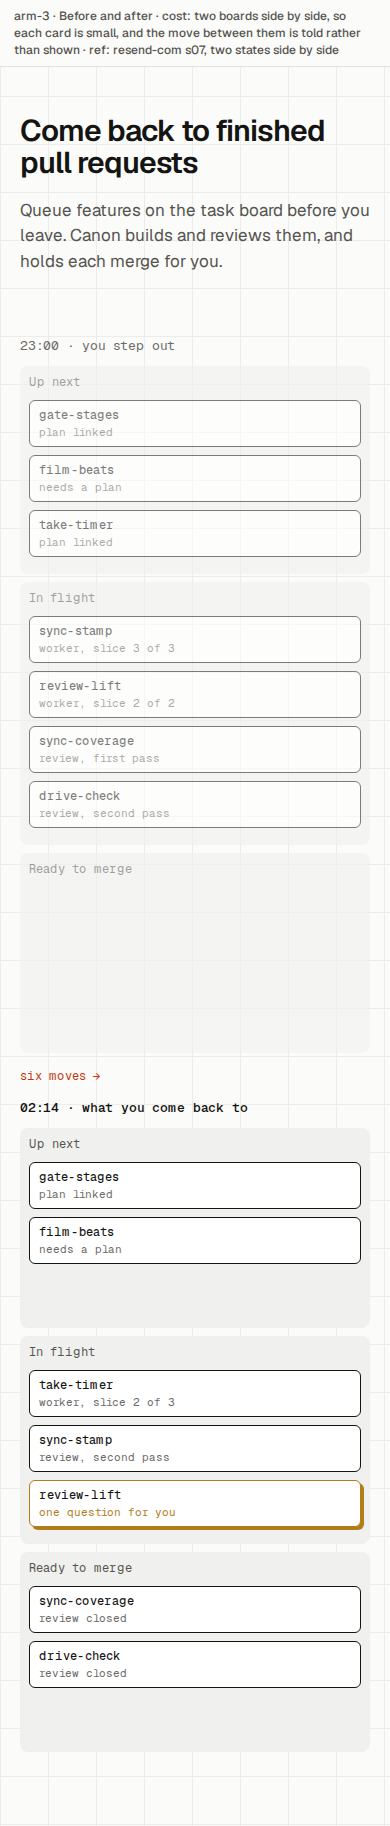 arm-3 · Before and after · cost: two boards side by side, so
each card is small, and the move between them is told rather
than shown · ref: resend-com s07, two states side by side
Come back to finished
pull requests
Queue features on the task board before you
leave. Canon builds and reviews them, and
holds each merge for you.
23:00 · you step out
Up next
gate-stages
plan linked
film-beats
needs a plan
take-timer
plan linked
In flight
sync-stamp
worker, slice 3 of 3
review-lift
worker, slice 2 of 2
sync-coverage
review, first pass
drive-check
review, second pass
Ready to merge
six moves →
02:14 · what you come back to
Up next
gate-stages
plan linked
film-beats
needs a plan
In flight
take-timer
worker, slice 2 of 3
sync-stamp
review, second pass
review-lift
one question for you
Ready to merge
sync-coverage
review closed
drive-check
review closed